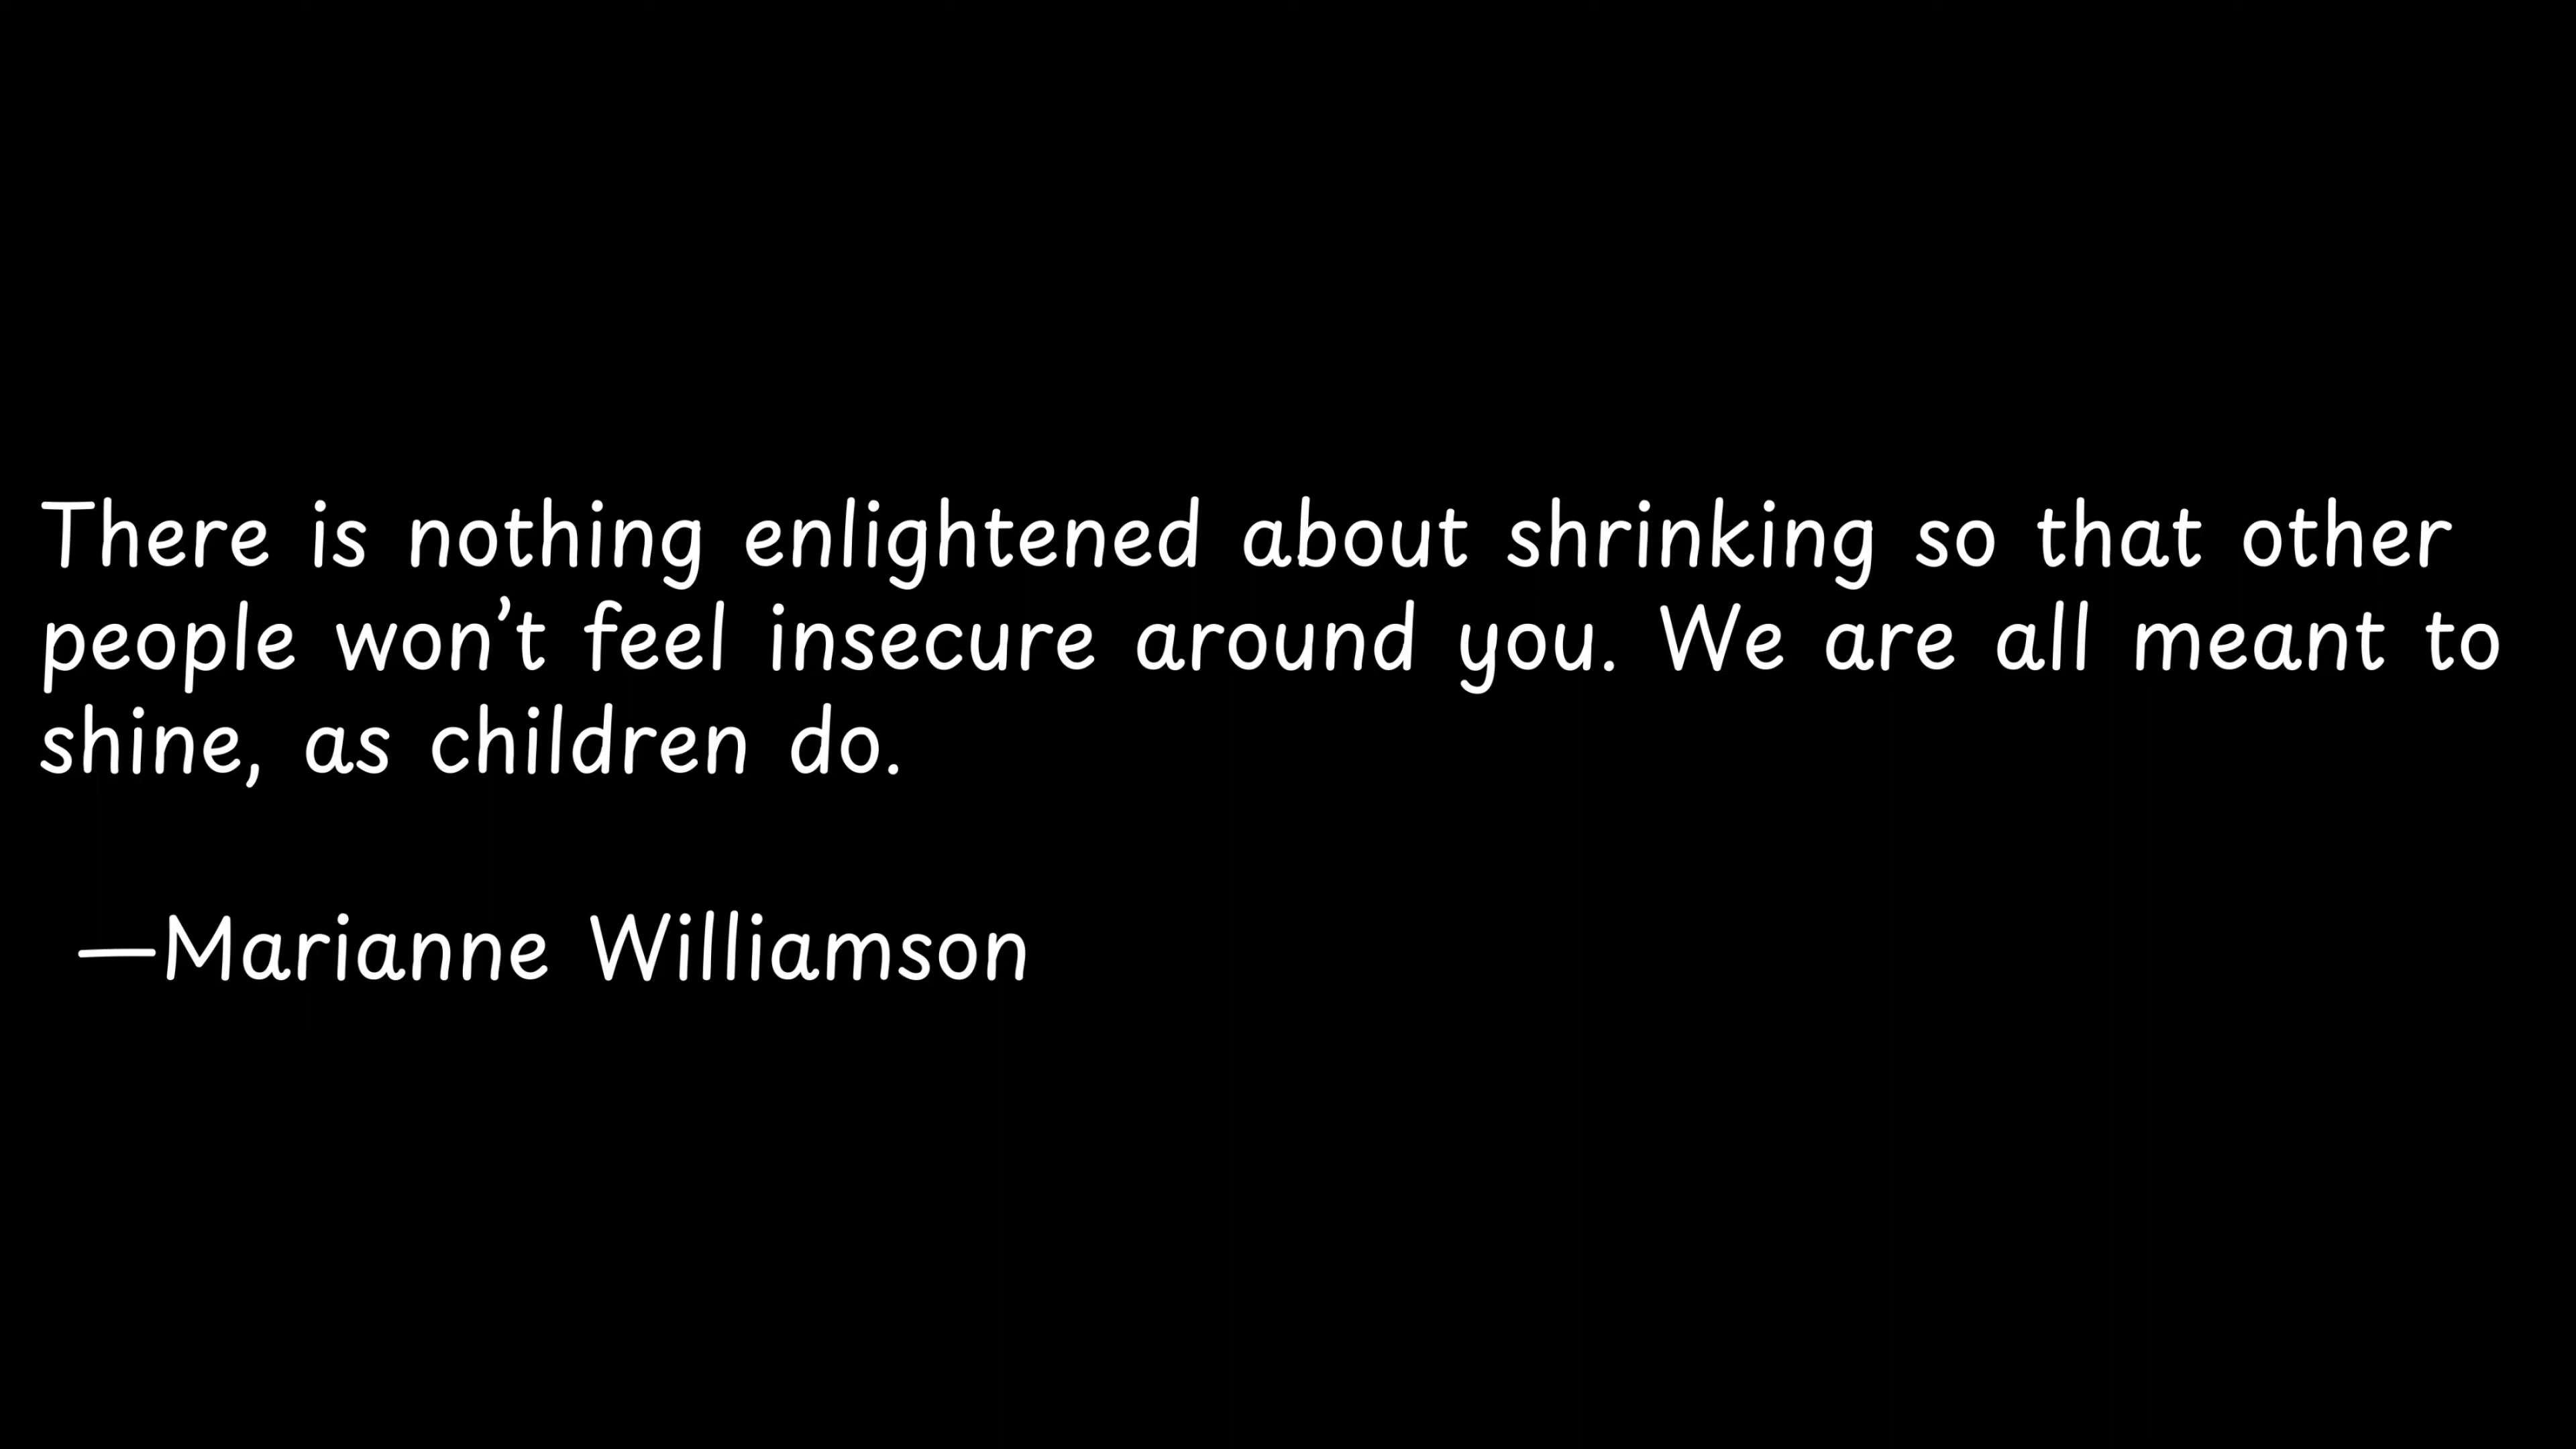 There is nothing enlightened about shrinking so that other
people won’t feel insecure around you. We are all meant to
shine, as children do.
—Marianne Williamson